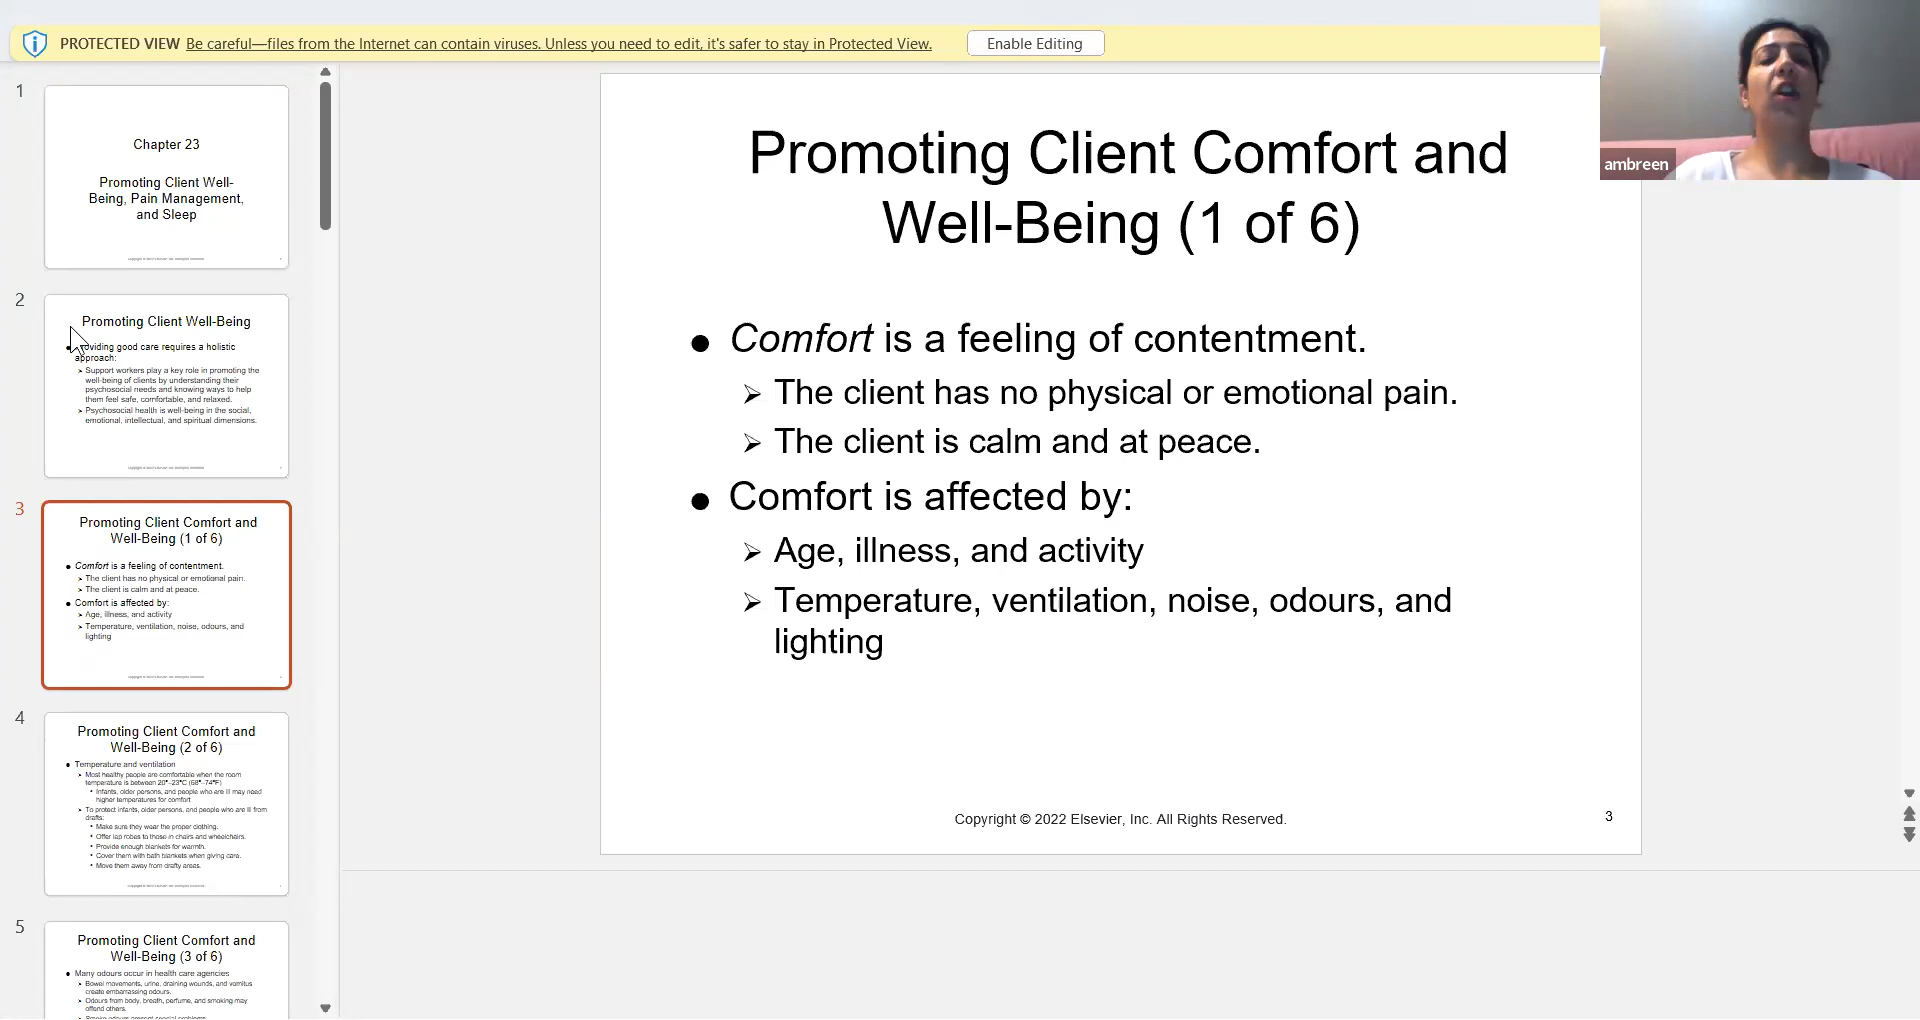 PROTECTED VIEW Be careful—files from the Internet can contain viruses. Unless you need to edit, it's safer to stay in Protected View. Enable Editing
1
Chapter 23
Promoting Client Well-
Being, Pain Management,
and Sleep
2
Promoting Client Well-Being
oviding good care requires a holistic
approach:
➢ Support workers play a key role in promoting the
well-being of clients by understanding their
psychosocial needs and knowing ways to help
them feel safe, comfortable, and relaxed.
➢ Psychosocial health is well-being in the social,
emotional, intellectual, and spiritual dimensions.
3
Promoting Client Comfort and
Well-Being (1 of 6)
● Comfort is a feeling of contentment.
➢ The client has no physical or emotional pain.
➢ The client is calm and at peace.
● Comfort is affected by:
➢ Age, illness, and activity
➢ Temperature, ventilation, noise, odours, and
lighting
4
Promoting Client Comfort and
Well-Being (2 of 6)
● Temperature and ventilation
➢ Most healthy people are comfortable when the room
temperature is between 20°–23°C (68°–74°F)
• Infants, older persons, and people who are ill may need
higher temperatures for comfort
➢ To protect infants, older persons, and people who are ill from
drafts:
• Make sure they wear the proper clothing.
• Offer lap robes to those in chairs and wheelchairs.
• Provide enough blankets for warmth.
• Cover them with bath blankets when giving care.
• Move them away from drafty areas.
5
Promoting Client Comfort and
Well-Being (3 of 6)
● Many odours occur in health care agencies
➢ Bowel movements, urine, draining wounds, and vomitus
create embarrassing odours.
➢ Odours from body, breath, perfume, and smoking may
offend others.
Promoting Client Comfort and
Well-Being (1 of 6)
● Comfort is a feeling of contentment.
➢ The client has no physical or emotional pain.
➢ The client is calm and at peace.
● Comfort is affected by:
➢ Age, illness, and activity
➢ Temperature, ventilation, noise, odours, and
lighting
Copyright © 2022 Elsevier, Inc. All Rights Reserved.
3
ambreen